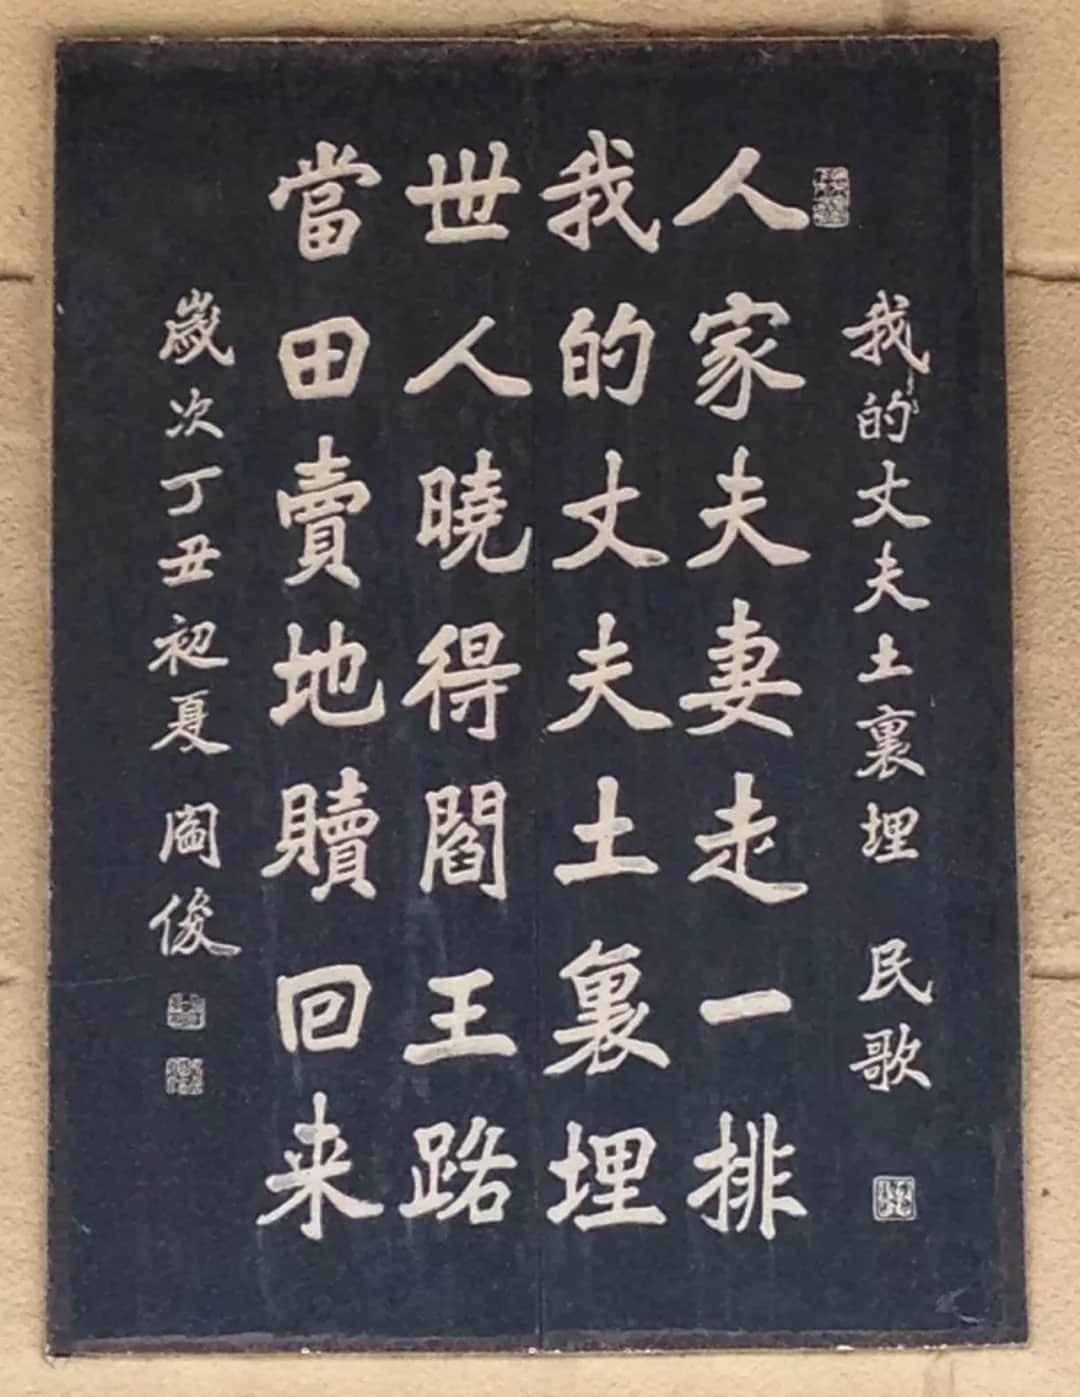 我的丈夫土裏埋 民歌
人家夫妻走一排
我的丈夫土裏埋
世人曉得閻王路
當田賣地贖回来
歲次丁丑初夏 阖俊